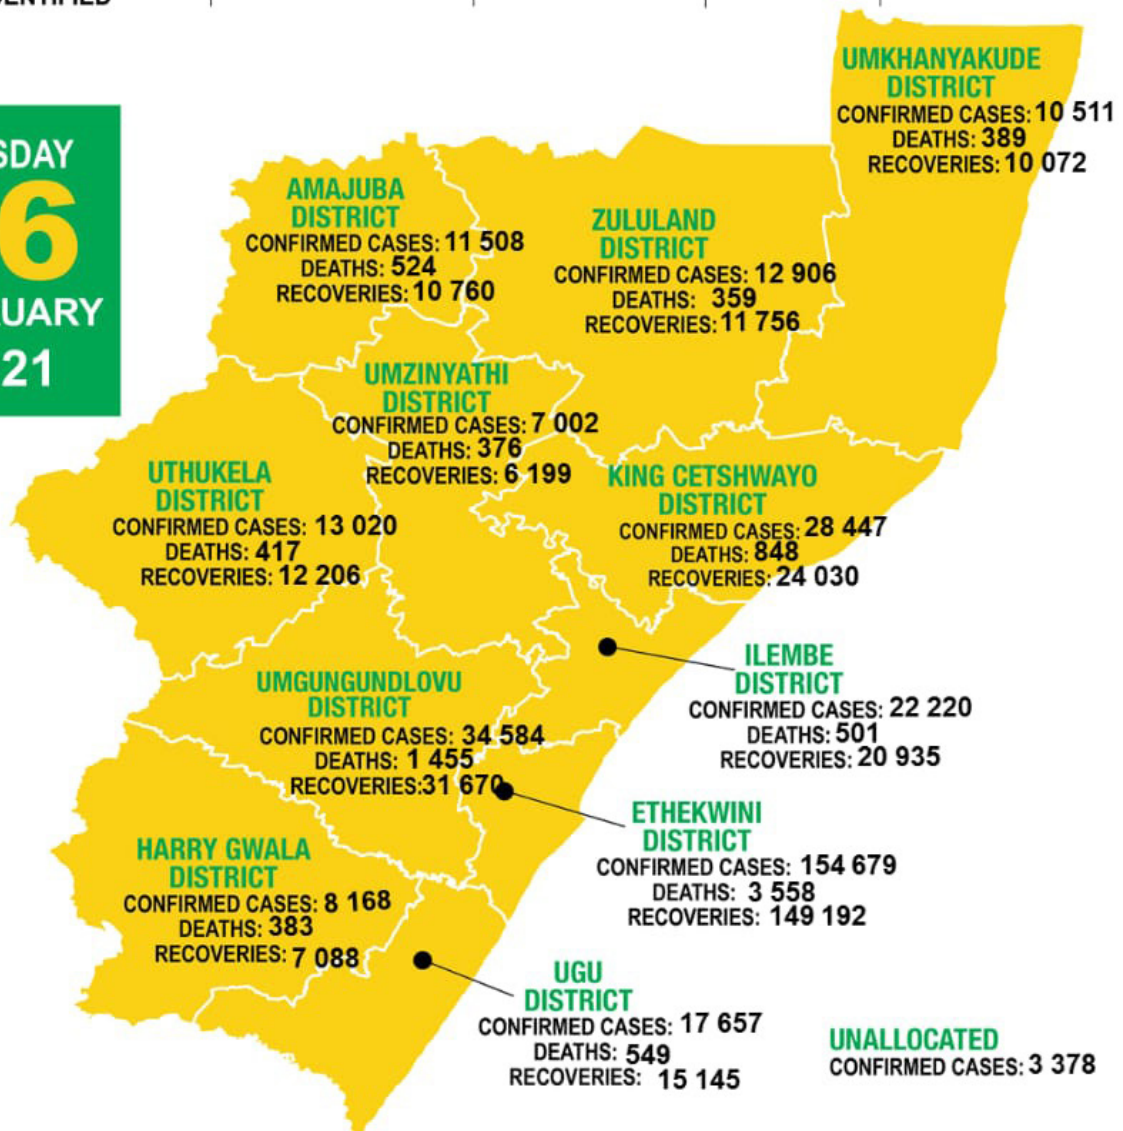 6
21
UMKHANYAKUDE
DISTRICT
CONFIRMED CASES: 10 511
DEATHS: 389
RECOVERIES: 10 072
AMAJUBA
DISTRICT
CONFIRMED CASES: 11 508
DEATHS: 524
RECOVERIES: 10 760
ZULULAND
DISTRICT
CONFIRMED CASES: 12 906
DEATHS: 359
RECOVERIES: 11 756
UMZINYATHI
DISTRICT
CONFIRMED CASES: 7 002
DEATHS: 376
RECOVERIES: 6 199
UTHUKELA
DISTRICT
CONFIRMED CASES: 13 020
DEATHS: 417
RECOVERIES: 12 206
KING CETSHWAYO
DISTRICT
CONFIRMED CASES: 28 447
DEATHS: 848
RECOVERIES: 24 030
ILEMBE
DISTRICT
CONFIRMED CASES: 22 220
DEATHS: 501
RECOVERIES: 20 935
UMGUNGUNDLOVU
DISTRICT
CONFIRMED CASES: 34 584
DEATHS: 1 455
RECOVERIES:31 670
ETHEKWINI
DISTRICT
CONFIRMED CASES: 154 679
DEATHS: 3 558
RECOVERIES: 149 192
HARRY GWALA
DISTRICT
CONFIRMED CASES: 8 168
DEATHS: 383
RECOVERIES: 7 088
UGU
DISTRICT
CONFIRMED CASES: 17 657
DEATHS: 549
RECOVERIES: 15 145
UNALLOCATED
CONFIRMED CASES: 3 378